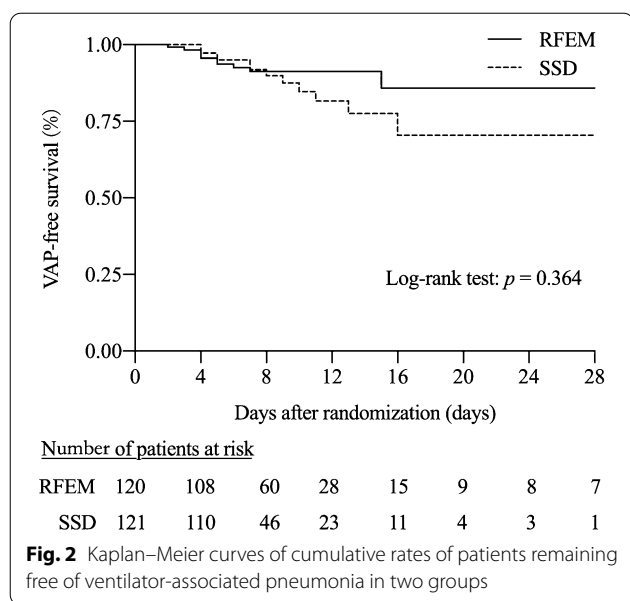 1.00
RFEM
SSD
0.75
0.50
0.25
0.00
VAP-free survival (%)
Log-rank test: p = 0.364
0 4 8 12 16 20 24 28
Days after randomization (days)
Number of patients at risk
RFEM 120 108 60 28 15 9 8 7
SSD 121 110 46 23 11 4 3 1
Fig. 2 Kaplan–Meier curves of cumulative rates of patients remaining
free of ventilator-associated pneumonia in two groups